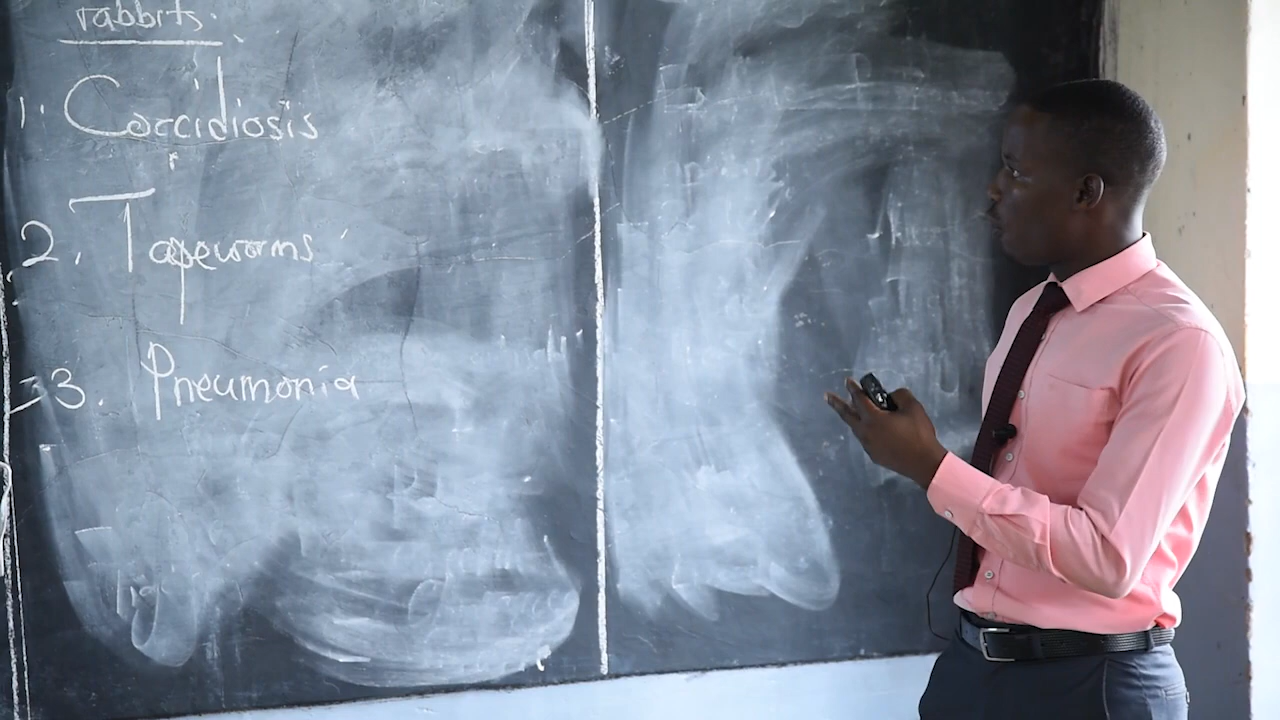 rabbits.
1. Coccidiosis
2. Tapeworms
3. Pneumonia